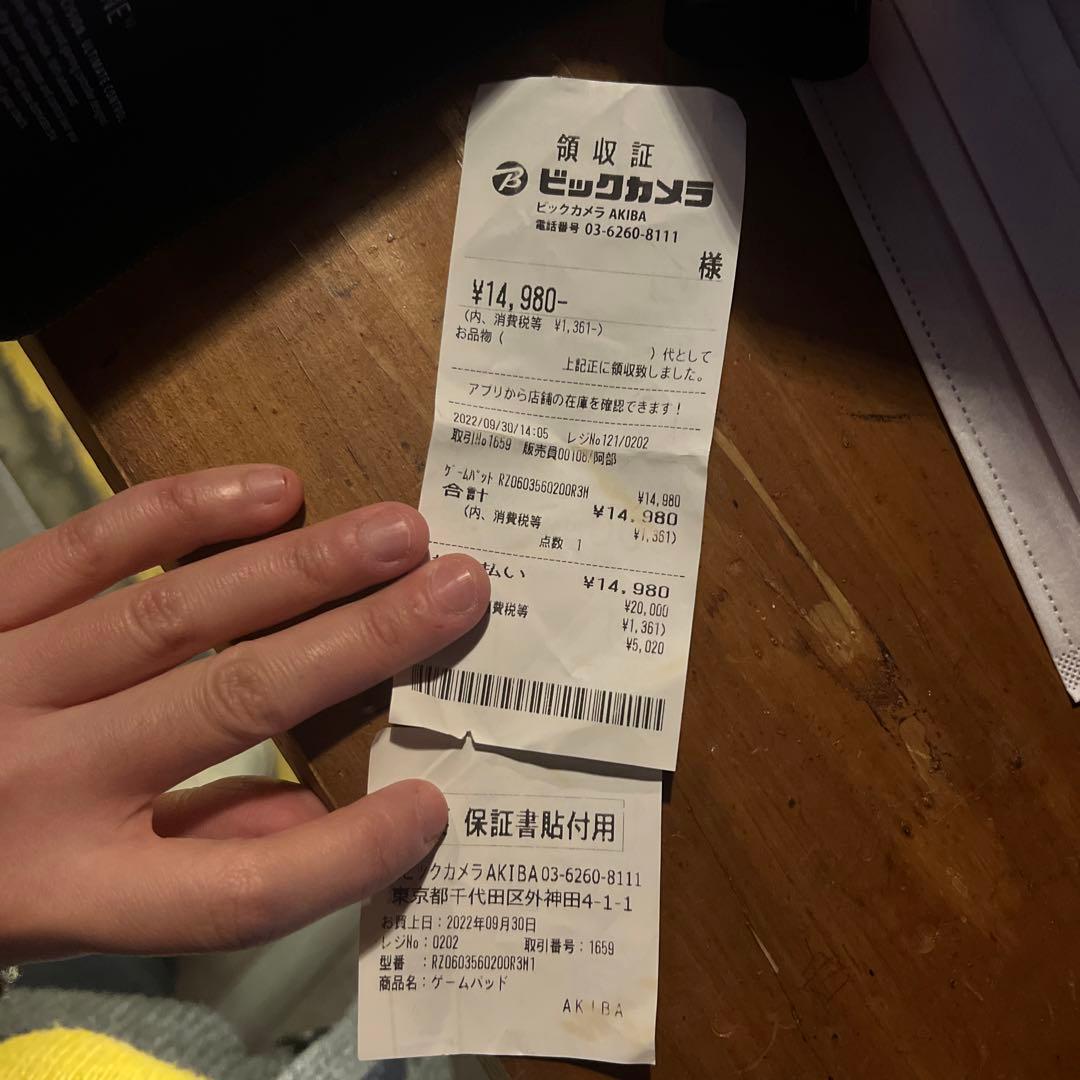 領収証
ビックカメラ
ビックカメラ AKIBA
電話番号 03-6260-8111
様
¥14,980-
(内、消費税等 ¥1,361-)
お品物(
)代として
上記正に領収致しました。
アプリから店舗の在庫を確認できます!
2022/09/30/14:05 レジNo121/0202
取引No1659 販売員00108/阿部
ゲームパット RZ0603560200R3M ¥14,980
合計 ¥14,980
(内、消費税等 ¥1,361)
点数 1
払い ¥14,980
¥20,000
費税等 ¥1,361)
¥5,020
保証書貼付用
ビックカメラAKIBA 03-6260-8111
東京都千代田区外神田4-1-1
お買上日:2022年09月30日
レジNo:0202 取引番号:1659
型番 :RZ0603560200R3M1
商品名:ゲームパッド
AKIBA